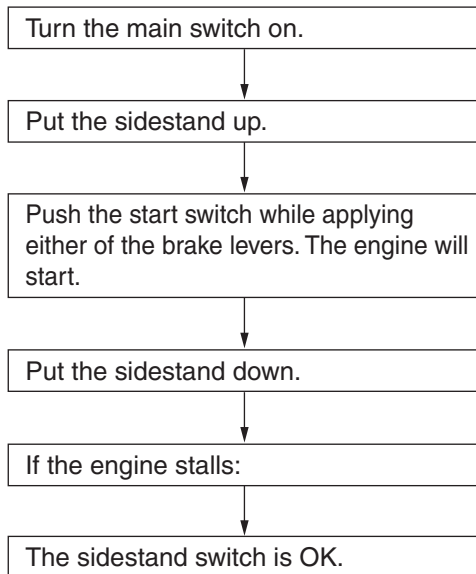 Turn the main switch on.
Put the sidestand up.
Push the start switch while applying
either of the brake levers. The engine will
start.
Put the sidestand down.
If the engine stalls:
The sidestand switch is OK.